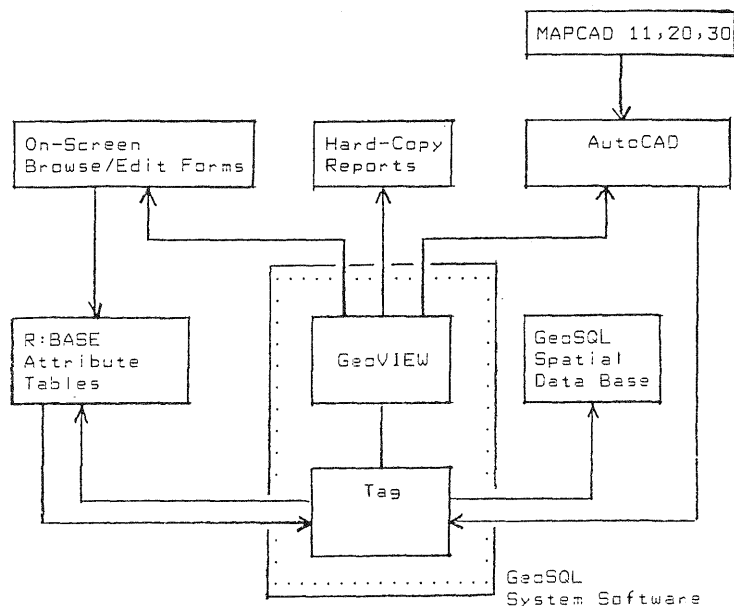 MAPCAD 11,20,30
On-Screen
Browse/Edit Forms
Hard-Copy
Reports
AutoCAD
R:BASE
Attribute
Tables
GeoVIEW
GeoSQL
Spatial
Data Base
Tag
GeoSQL
System Software